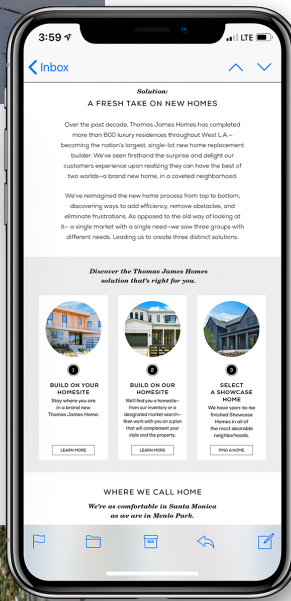 3:59
LTE
Inbox
Solution:
A FRESH TAKE ON NEW HOMES
Over the past decade, Thomas James Homes has completed
more than 600 luxury residences throughout West L.A.—
becoming the nation's largest, single-lot new home replacement
builder. We've seen firsthand the surprise and delight our
customers experience upon realizing they can have the best of
two worlds—a brand new home, in a coveted neighborhood.
We've reimagined the new home process from top to bottom,
discovering ways to add efficiency, remove obstacles, and
eliminate frustrations. As opposed to the old way of looking at
it— a single market with a single need—we saw three groups with
different needs. Leading us to create three distinct solutions.
Discover the Thomas James Homes
solution that's right for you.
1
BUILD ON YOUR
HOMESITE
Stay where you are
in a brand new
Thomas James Home.
LEARN MORE
2
BUILD ON OUR
HOMESITE
We'll find you a homesite—
from our inventory or a
designated market search—
then work with you on a plan
that will complement your
style and the property.
LEARN MORE
3
SELECT
A SHOWCASE
HOME
We have soon-to-be
finished Showcase
Homes in all of
the most desirable
neighborhoods.
FIND A HOME
WHERE WE CALL HOME
We're as comfortable in Santa Monica
as we are in Menlo Park.